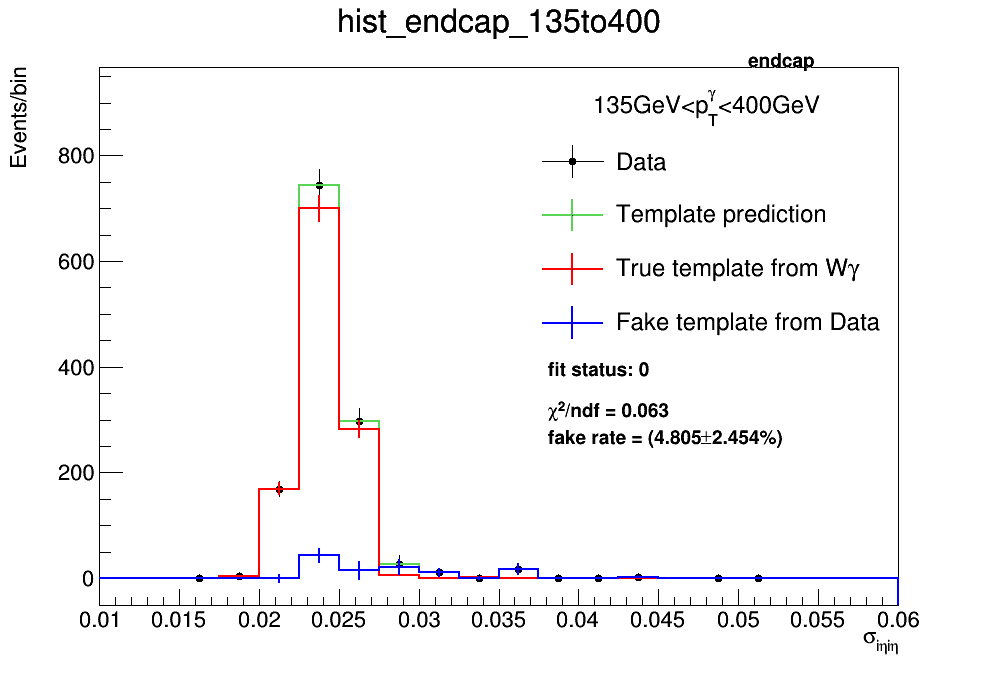 hist_endcap_135to400
endcap
Events/bin
135GeV<p_T^γ<400GeV
Data
Template prediction
True template from Wγ
Fake template from Data
fit status: 0
χ²/ndf = 0.063
fake rate = (4.805±2.454%)
800
600
400
200
0
0.01 0.015 0.02 0.025 0.03 0.035 0.04 0.045 0.05 0.055 0.06
σ_iηiη